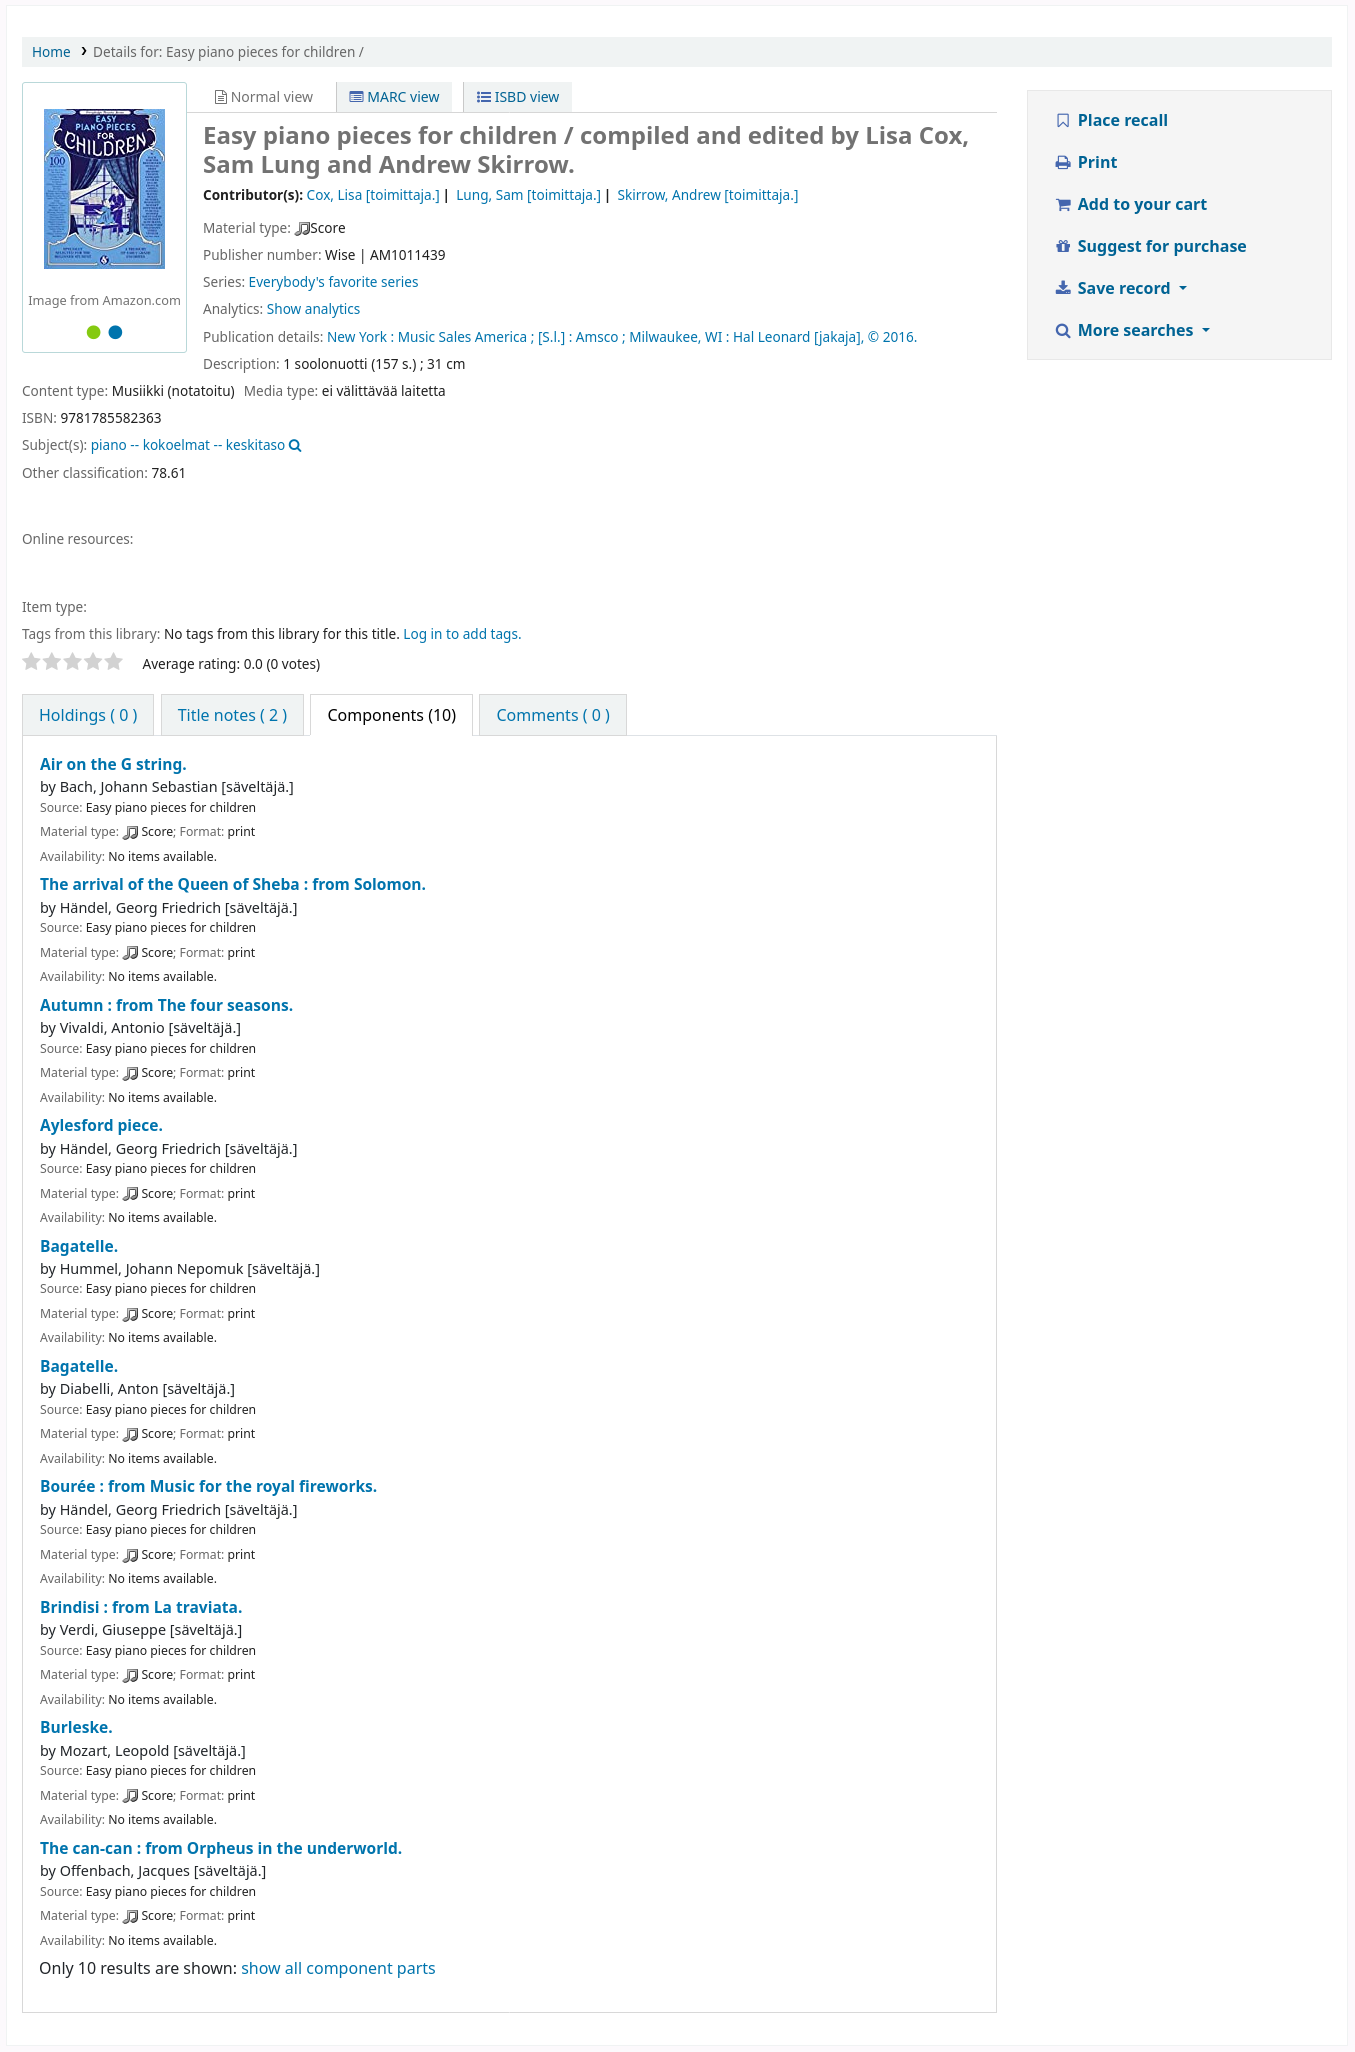 Home › Details for: Easy piano pieces for children /
EASY
PIANO PIECES
FOR
CHILDREN
100
Image from Amazon.com
Normal view
MARC view
ISBD view
Easy piano pieces for children / compiled and edited by Lisa Cox,
Sam Lung and Andrew Skirrow.
Contributor(s): Cox, Lisa [toimittaja.] | Lung, Sam [toimittaja.] | Skirrow, Andrew [toimittaja.]
Material type: Score
Publisher number: Wise | AM1011439
Series: Everybody's favorite series
Analytics: Show analytics
Publication details: New York : Music Sales America ; [S.l.] : Amsco ; Milwaukee, WI : Hal Leonard [jakaja], © 2016.
Description: 1 soolonuotti (157 s.) ; 31 cm
Content type: Musiikki (notatoitu) Media type: ei välittävää laitetta
ISBN: 9781785582363
Subject(s): piano -- kokoelmat -- keskitaso
Other classification: 78.61
Online resources:
Item type:
Tags from this library: No tags from this library for this title. Log in to add tags.
Average rating: 0.0 (0 votes)
Place recall
Print
Add to your cart
Suggest for purchase
Save record
More searches
Holdings ( 0 )
Title notes ( 2 )
Components (10)
Comments ( 0 )
Air on the G string.
by Bach, Johann Sebastian [säveltäjä.]
Source: Easy piano pieces for children
Material type: Score; Format: print
Availability: No items available.
The arrival of the Queen of Sheba : from Solomon.
by Händel, Georg Friedrich [säveltäjä.]
Source: Easy piano pieces for children
Material type: Score; Format: print
Availability: No items available.
Autumn : from The four seasons.
by Vivaldi, Antonio [säveltäjä.]
Source: Easy piano pieces for children
Material type: Score; Format: print
Availability: No items available.
Aylesford piece.
by Händel, Georg Friedrich [säveltäjä.]
Source: Easy piano pieces for children
Material type: Score; Format: print
Availability: No items available.
Bagatelle.
by Hummel, Johann Nepomuk [säveltäjä.]
Source: Easy piano pieces for children
Material type: Score; Format: print
Availability: No items available.
Bagatelle.
by Diabelli, Anton [säveltäjä.]
Source: Easy piano pieces for children
Material type: Score; Format: print
Availability: No items available.
Bourée : from Music for the royal fireworks.
by Händel, Georg Friedrich [säveltäjä.]
Source: Easy piano pieces for children
Material type: Score; Format: print
Availability: No items available.
Brindisi : from La traviata.
by Verdi, Giuseppe [säveltäjä.]
Source: Easy piano pieces for children
Material type: Score; Format: print
Availability: No items available.
Burleske.
by Mozart, Leopold [säveltäjä.]
Source: Easy piano pieces for children
Material type: Score; Format: print
Availability: No items available.
The can-can : from Orpheus in the underworld.
by Offenbach, Jacques [säveltäjä.]
Source: Easy piano pieces for children
Material type: Score; Format: print
Availability: No items available.
Only 10 results are shown: show all component parts